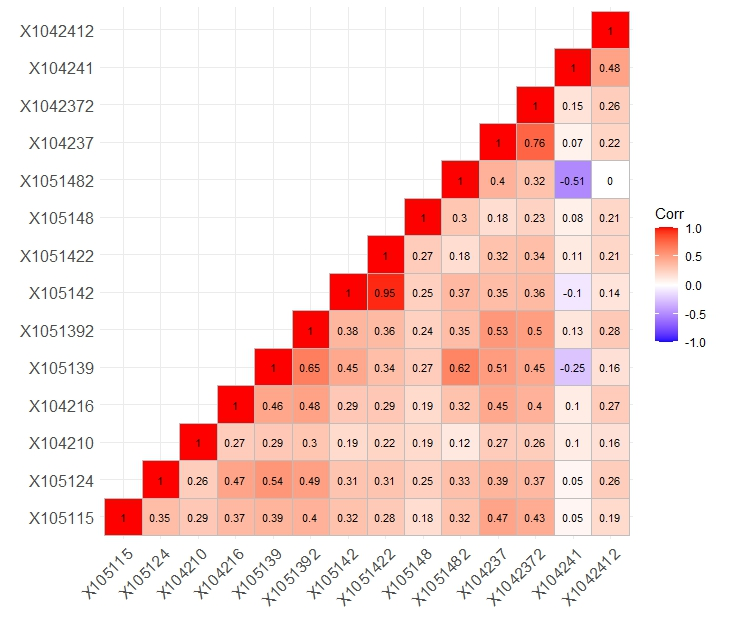 X1042412 1
X104241 1 0.48
X1042372 1 0.15 0.26
X104237 1 0.76 0.07 0.22
X1051482 1 0.4 0.32 -0.51 0
X105148 1 0.3 0.18 0.23 0.08 0.21
X1051422 1 0.27 0.18 0.32 0.34 0.11 0.21
X105142 1 0.95 0.25 0.37 0.35 0.36 -0.1 0.14
X1051392 1 0.38 0.36 0.24 0.35 0.53 0.5 0.13 0.28
X105139 1 0.65 0.45 0.34 0.27 0.62 0.51 0.45 -0.25 0.16
X104216 1 0.46 0.48 0.29 0.29 0.19 0.32 0.45 0.4 0.1 0.27
X104210 1 0.27 0.29 0.3 0.19 0.22 0.19 0.12 0.27 0.26 0.1 0.16
X105124 1 0.26 0.47 0.54 0.49 0.31 0.31 0.25 0.33 0.39 0.37 0.05 0.26
X105115 1 0.35 0.29 0.37 0.39 0.4 0.32 0.28 0.18 0.32 0.47 0.43 0.05 0.19
X105115 X105124 X104210 X104216 X105139 X1051392 X105142 X1051422 X105148 X1051482 X104237 X1042372 X104241 X1042412
Corr
1.0
0.5
0.0
-0.5
-1.0